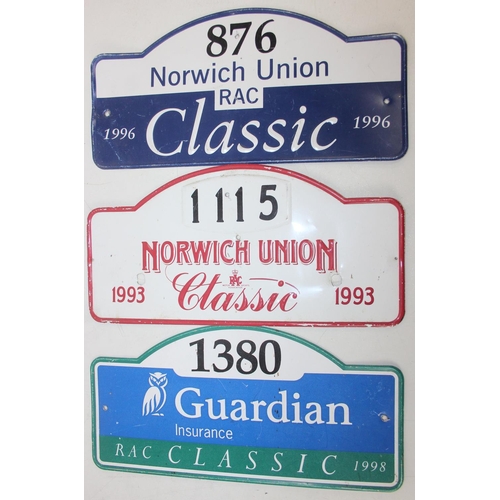 876
Norwich Union
RAC
1996 Classic 1996
1115
NORWICH UNION
RAC
1993 Classic 1993
1380
Guardian
Insurance
RAC CLASSIC 1998